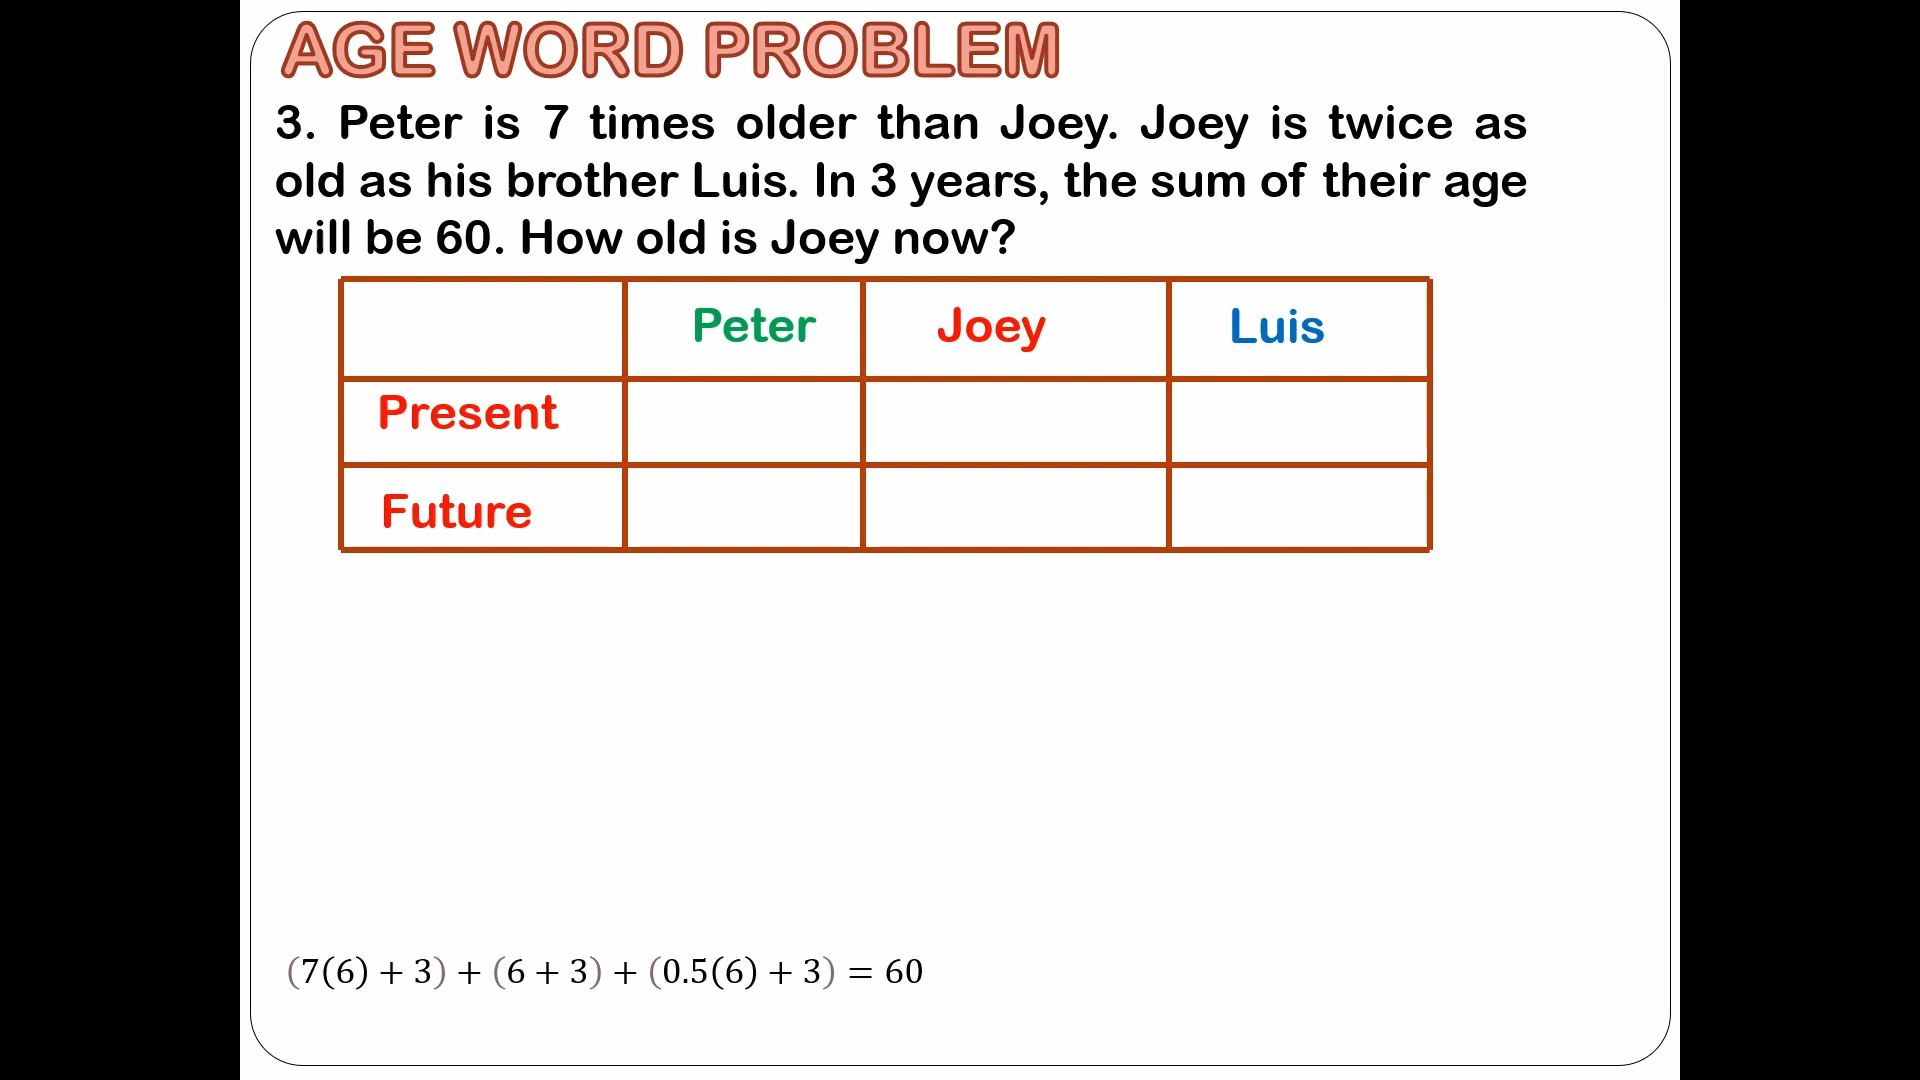 AGE WORD PROBLEM
3. Peter is 7 times older than Joey. Joey is twice as
old as his brother Luis. In 3 years, the sum of their age
will be 60. How old is Joey now?
Peter Joey Luis
Present
Future
(7(6) + 3) + (6 + 3) + (0.5(6) + 3) = 60